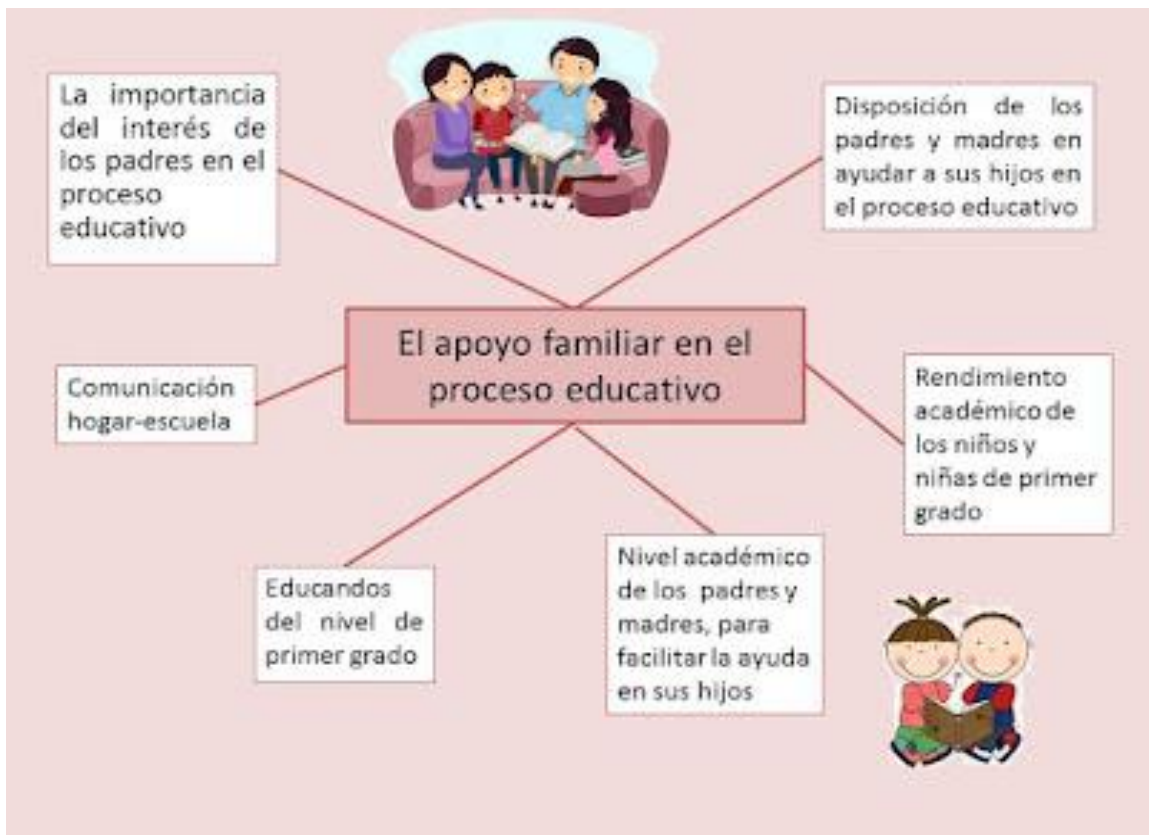 La importancia
del interés de
los padres en el
proceso
educativo
Disposición de los
padres y madres en
ayudar a sus hijos en
el proceso educativo
El apoyo familiar en el
proceso educativo
Comunicación
hogar-escuela
Rendimiento
académico de
los niños y
niñas de primer
grado
Educandos
del nivel de
primer grado
Nivel académico
de los padres y
madres, para
facilitar la ayuda
en sus hijos